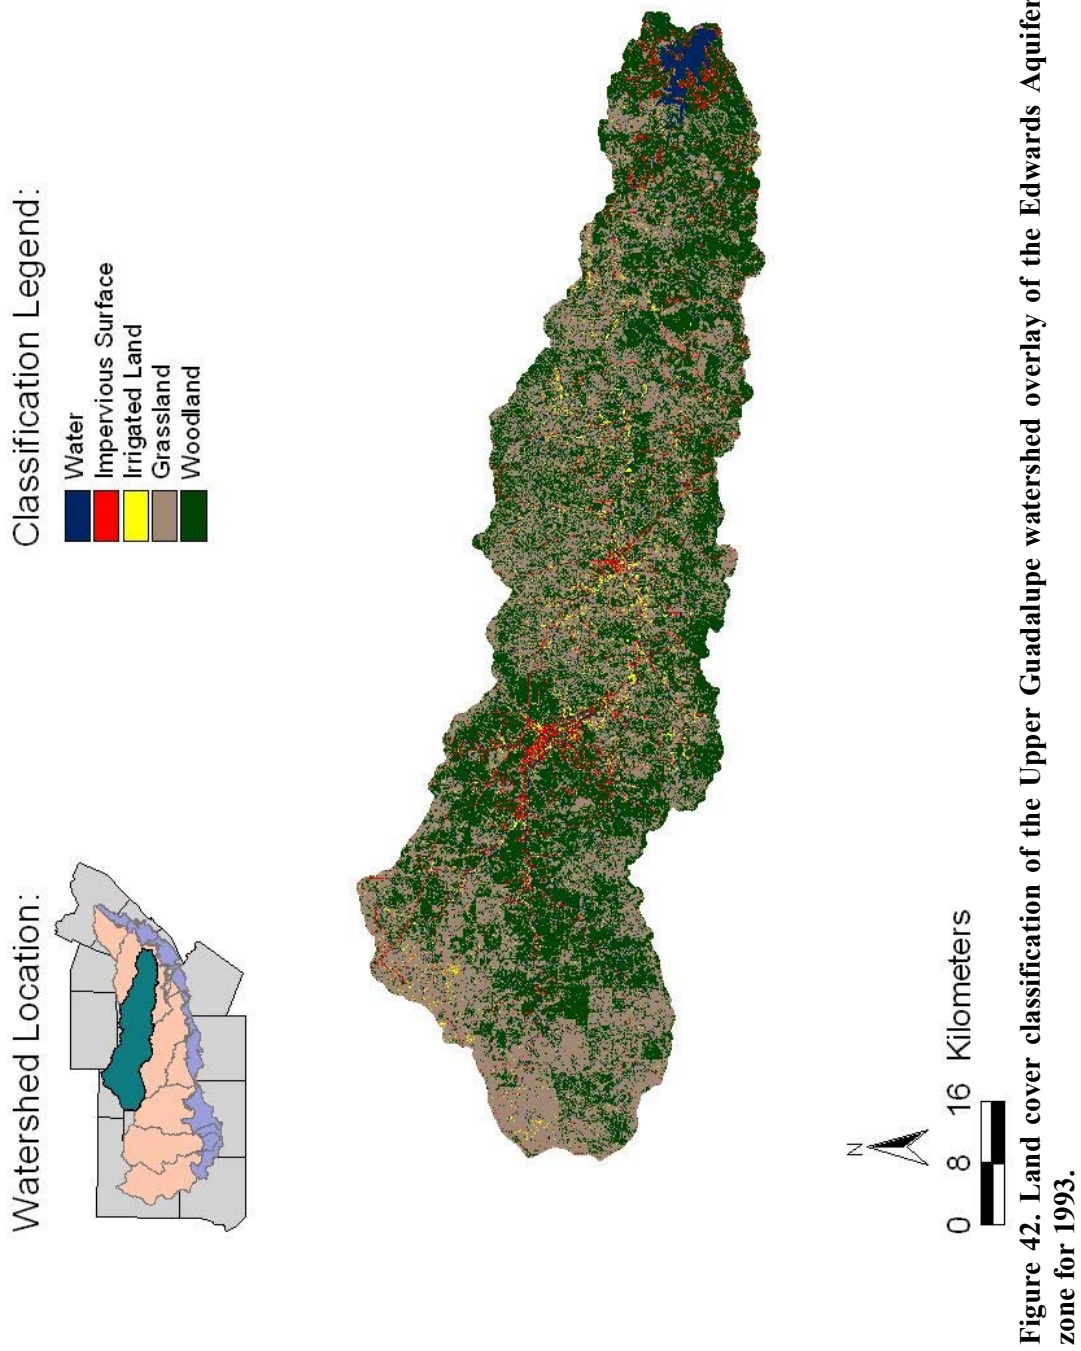 Watershed Location:
Classification Legend:
Water
Impervious Surface
Irrigated Land
Grassland
Woodland
N
0 8 16 Kilometers
Figure 42. Land cover classification of the Upper Guadalupe watershed overlay of the Edwards Aquifer
zone for 1993.